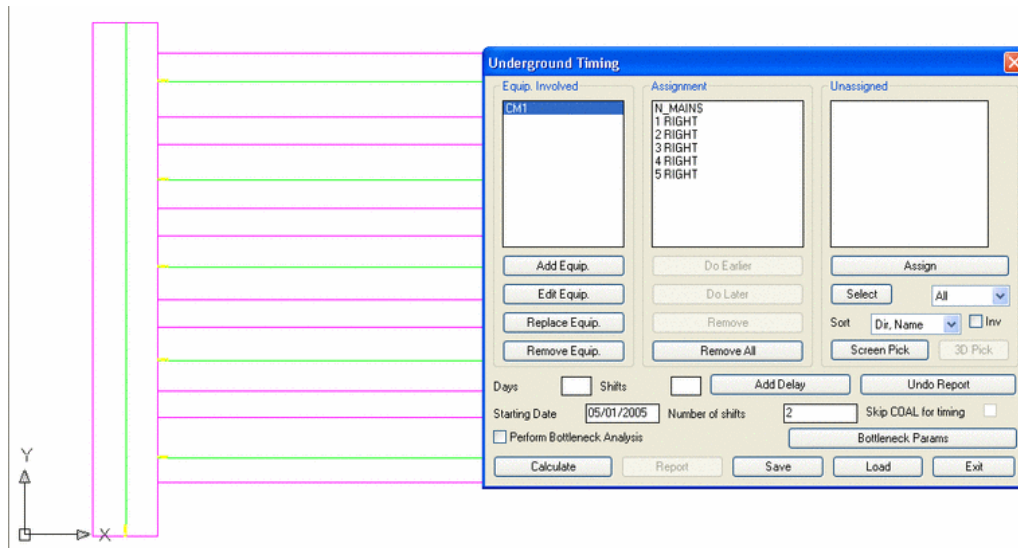 Underground Timing
Equip. Involved
CM1
Assignment
N_MAINS
1 RIGHT
2 RIGHT
3 RIGHT
4 RIGHT
5 RIGHT
Unassigned
Add Equip.
Do Earlier
Assign
Edit Equip.
Do Later
Select
All
Replace Equip.
Remove
Sort
Dir, Name
Inv
Remove Equip.
Remove All
Screen Pick
3D Pick
Days
Shifts
Add Delay
Undo Report
Starting Date
05/01/2005
Number of shifts
2
Skip COAL for timing
Perform Bottleneck Analysis
Bottleneck Params
Calculate
Report
Save
Load
Exit
Y
X